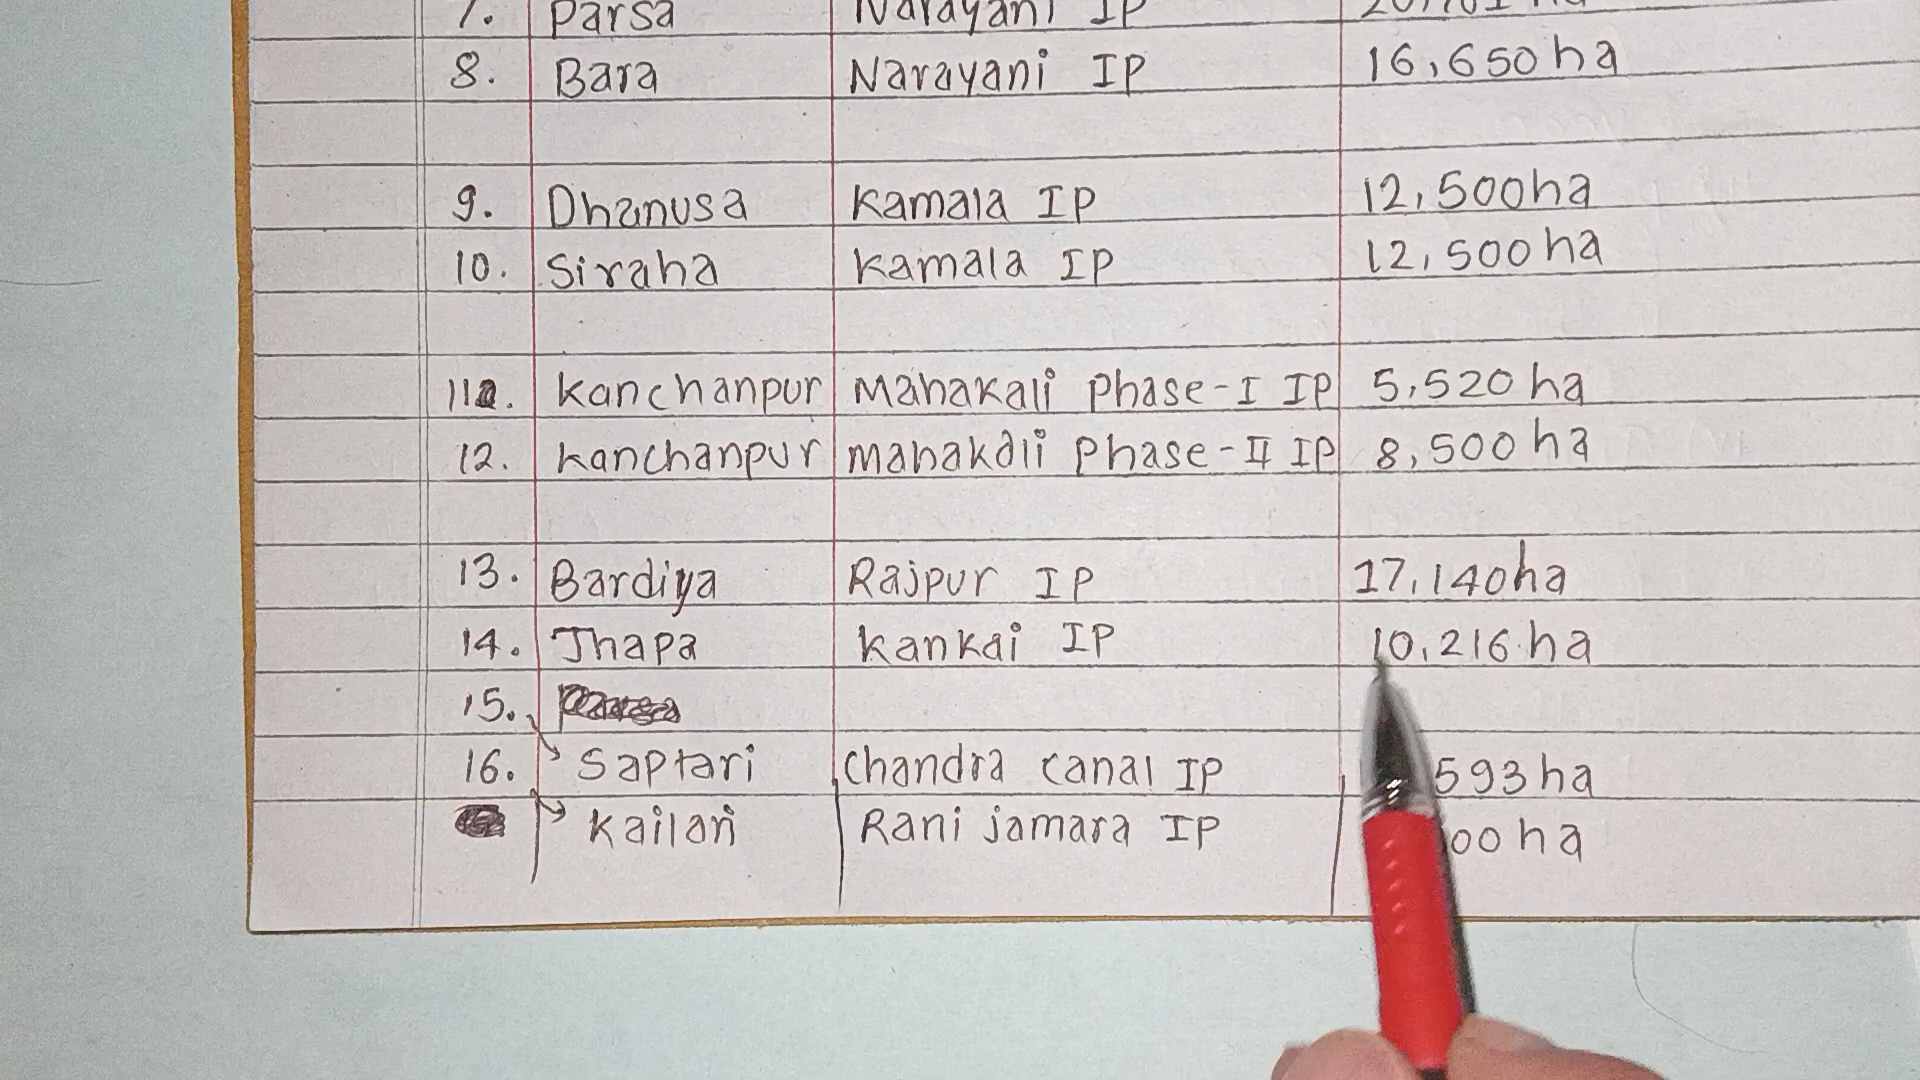 7. Parsa Narayani IP
8. Bara Narayani IP 16,650 ha
9. Dhanusa Kamala IP 12,500 ha
10. Siraha Kamala IP 12,500 ha
11. Kanchanpur Mahakali Phase-I IP 5,520 ha
12. Kanchanpur Mahakali Phase-II IP 8,500 ha
13. Bardiya Rajpur IP 17,140 ha
14. Jhapa Kankai IP 10,216 ha
15.
16. Saptari Chandra Canal IP 593 ha
Kailari Rani jamara IP 00 ha